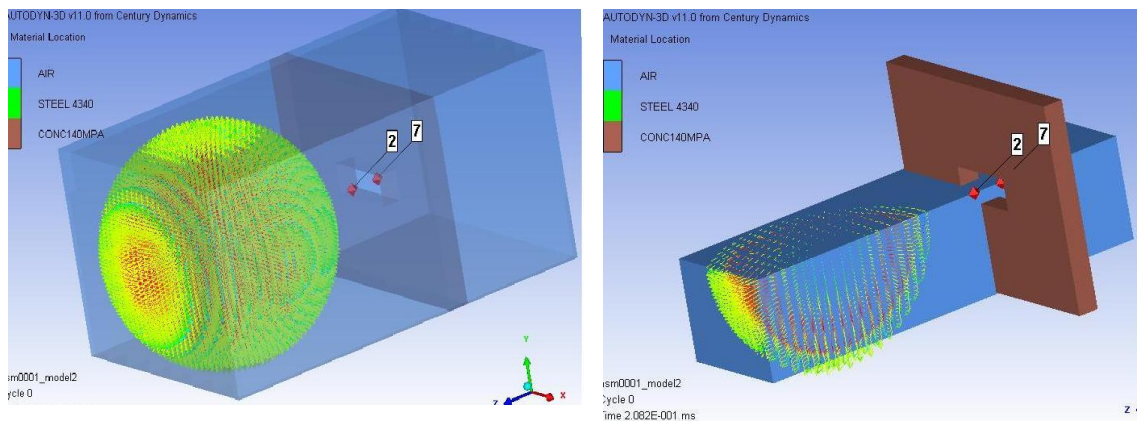 AUTODYN-3D v11.0 from Century Dynamics
Material Location
AIR
STEEL 4340
CONC140MPA
2
7
Y
X
Z
sm0001_model2
Cycle 0
AUTODYN-3D v11.0 from Century Dynamics
Material Location
AIR
STEEL 4340
CONC140MPA
2
7
sm0001_model2
Cycle 0
Time 2.082E-001 ms
Z